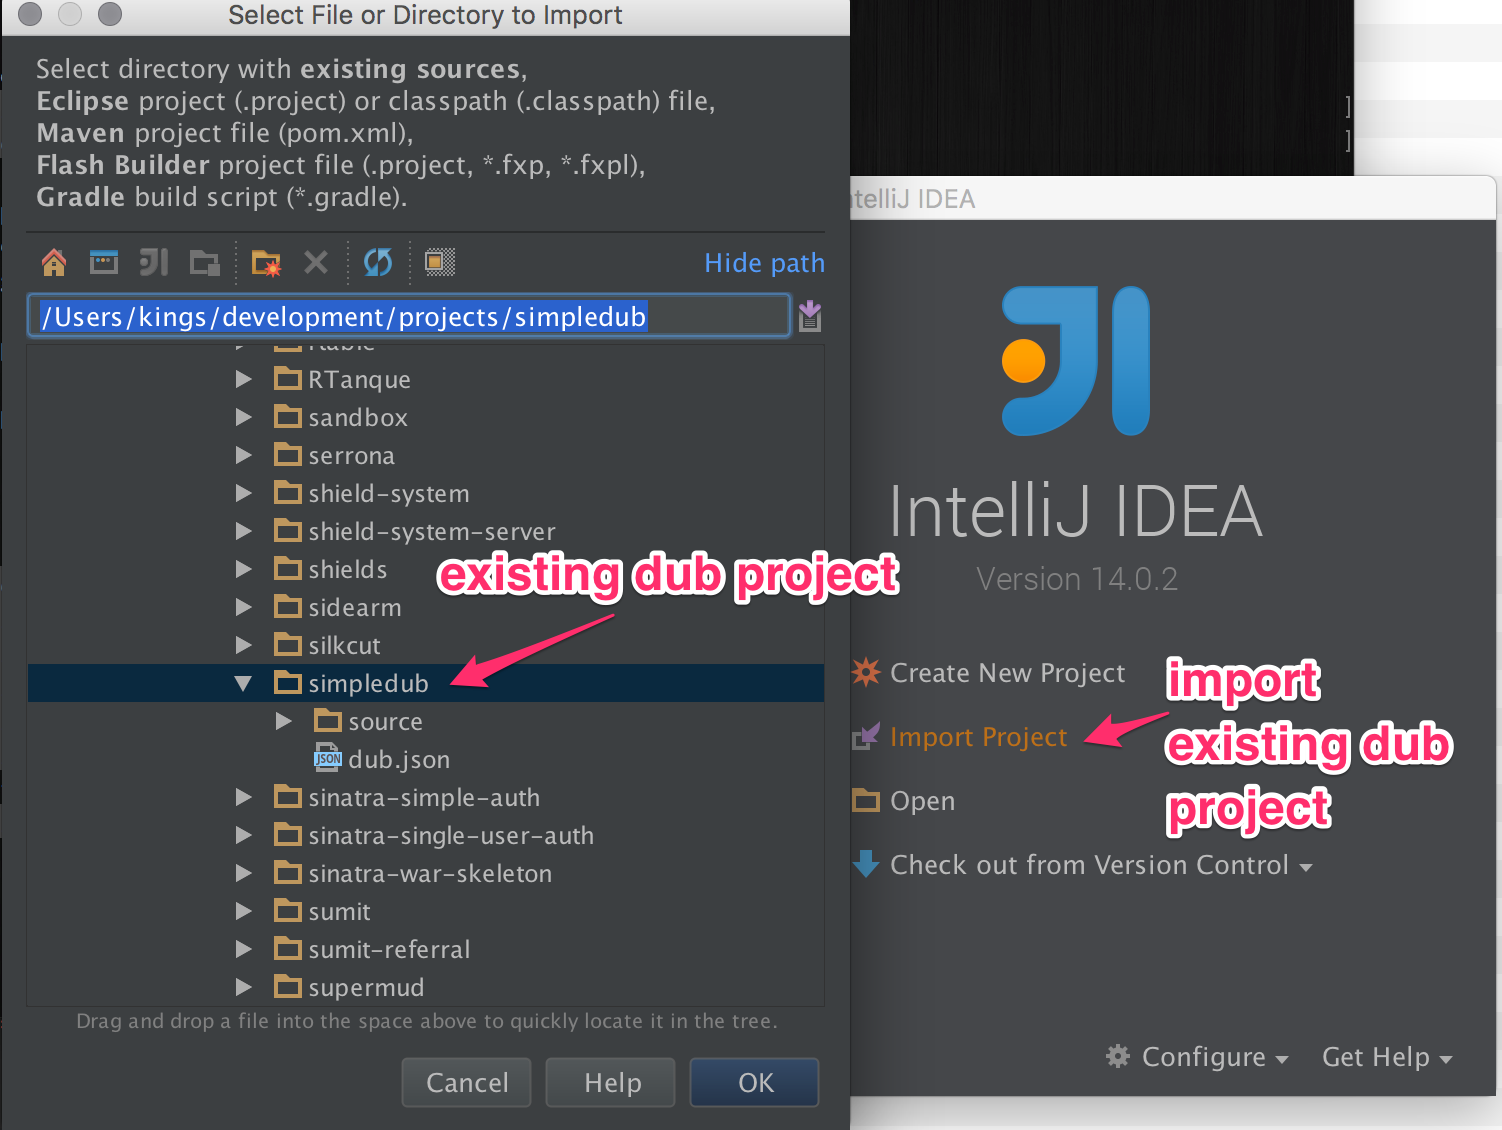 Select File or Directory to Import
Select directory with existing sources,
Eclipse project (.project) or classpath (.classpath) file,
Maven project file (pom.xml),
Flash Builder project file (.project, *.fxp, *.fxpl),
Gradle build script (*.gradle).
Hide path
/Users/kings/development/projects/simpledub
RTanque
sandbox
serrona
shield-system
shield-system-server
shields
sidearm
silkcut
simpledub
source
JSON dub.json
sinatra-simple-auth
sinatra-single-user-auth
sinatra-war-skeleton
sumit
sumit-referral
supermud
Drag and drop a file into the space above to quickly locate it in the tree.
Cancel
Help
OK
existing dub project
]
]
ntelliJ IDEA
IntelliJ IDEA
Version 14.0.2
Create New Project
Import Project
Open
Check out from Version Control
import
existing dub
project
Configure
Get Help